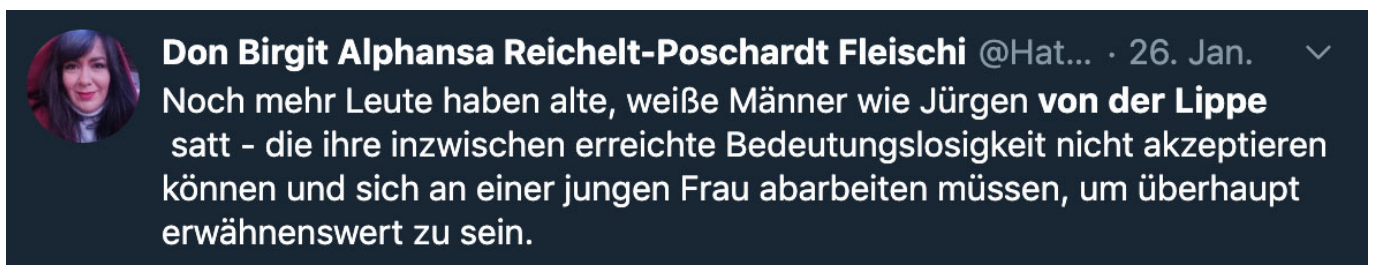 Don Birgit Alphansa Reichelt-Poschardt Fleischi @Hat... · 26. Jan.
Noch mehr Leute haben alte, weiße Männer wie Jürgen von der Lippe
satt - die ihre inzwischen erreichte Bedeutungslosigkeit nicht akzeptieren
können und sich an einer jungen Frau abarbeiten müssen, um überhaupt
erwähnenswert zu sein.